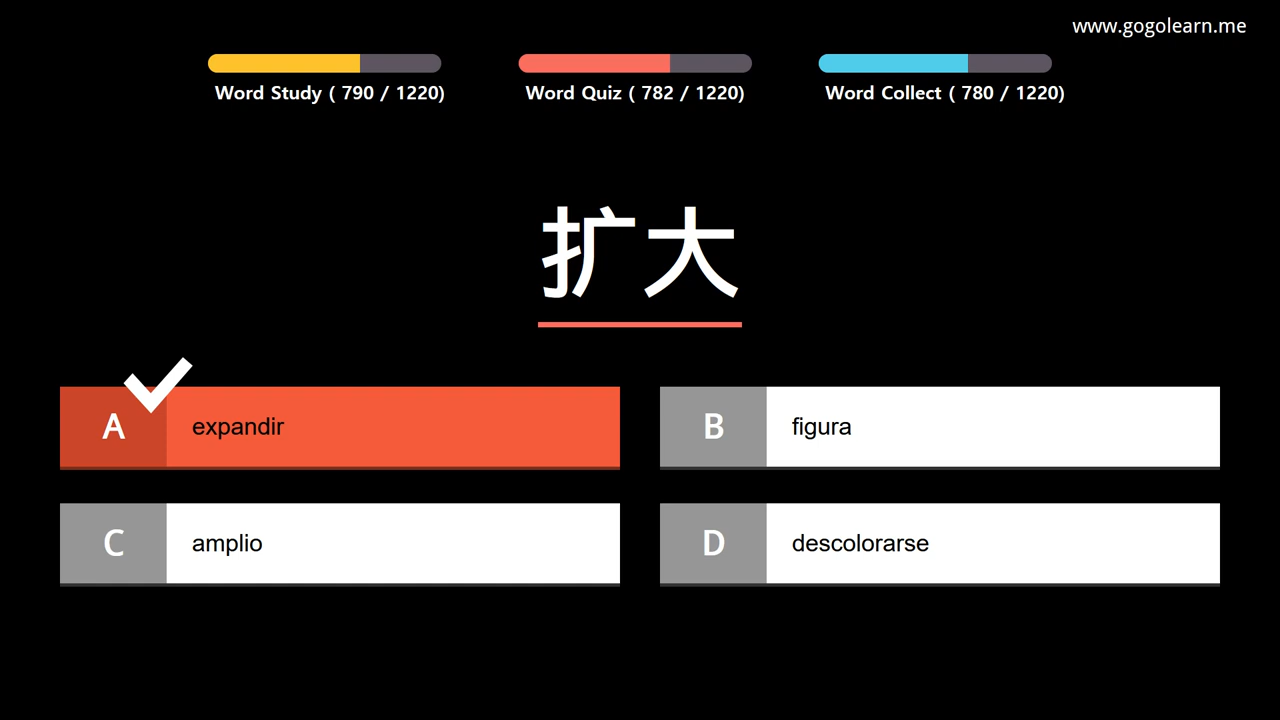 www.gogolearn.me
Word Study ( 790 / 1220)
Word Quiz ( 782 / 1220)
Word Collect ( 780 / 1220)
扩大
A expandir
B figura
C amplio
D descolorarse